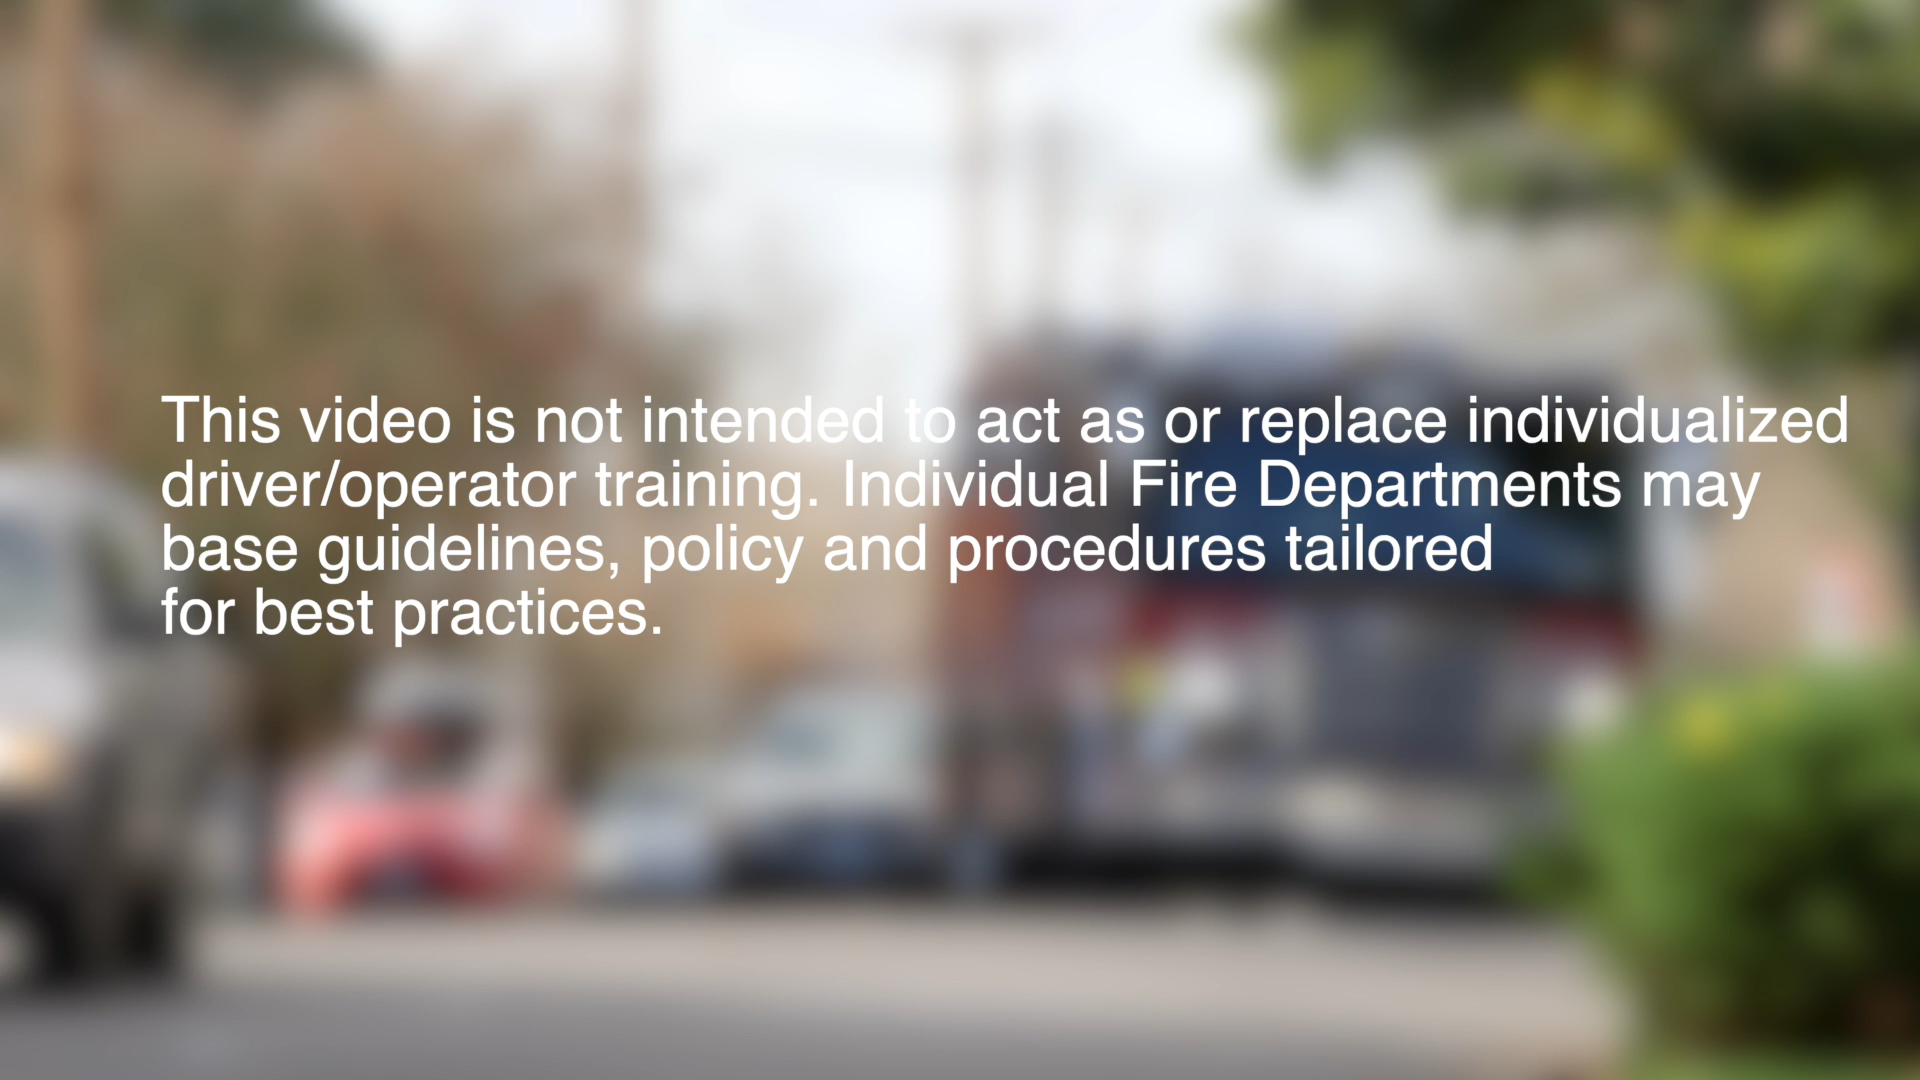 This video is not intended to act as or replace individualized
driver/operator training. Individual Fire Departments may
base guidelines, policy and procedures tailored
for best practices.